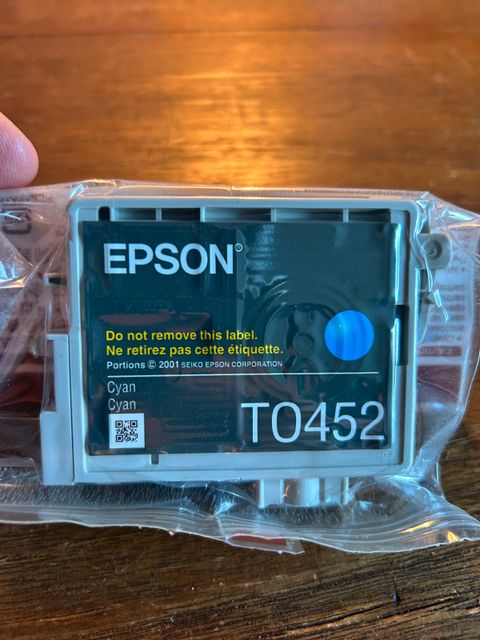 EPSON®
Do not remove this label.
Ne retirez pas cette étiquette.
Portions © 2001 SEIKO EPSON CORPORATION
Cyan
Cyan
T0452